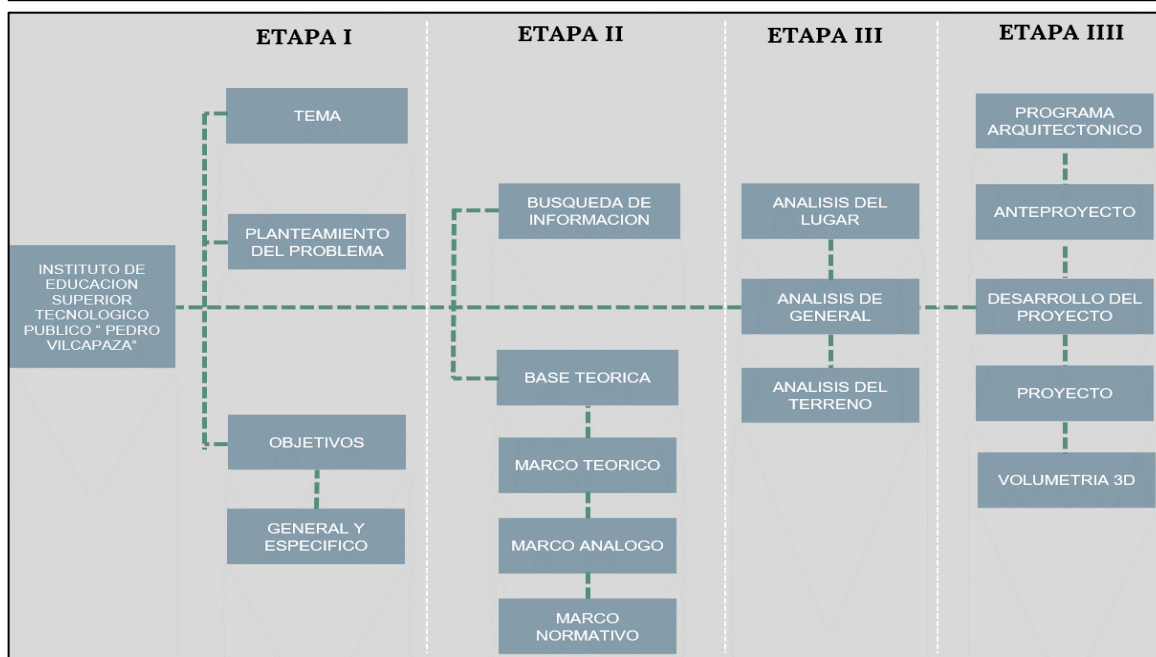 ETAPA I
ETAPA II
ETAPA III
ETAPA IIII
INSTITUTO DE
EDUCACION
SUPERIOR
TECNOLOGICO
PUBLICO “ PEDRO
VILCAPAZA”
TEMA
PLANTEAMIENTO
DEL PROBLEMA
OBJETIVOS
GENERAL Y
ESPECIFICO
BUSQUEDA DE
INFORMACION
BASE TEORICA
MARCO TEORICO
MARCO ANALOGO
MARCO
NORMATIVO
ANALISIS DEL
LUGAR
ANALISIS DE
GENERAL
ANALISIS DEL
TERRENO
PROGRAMA
ARQUITECTONICO
ANTEPROYECTO
DESARROLLO DEL
PROYECTO
PROYECTO
VOLUMETRIA 3D